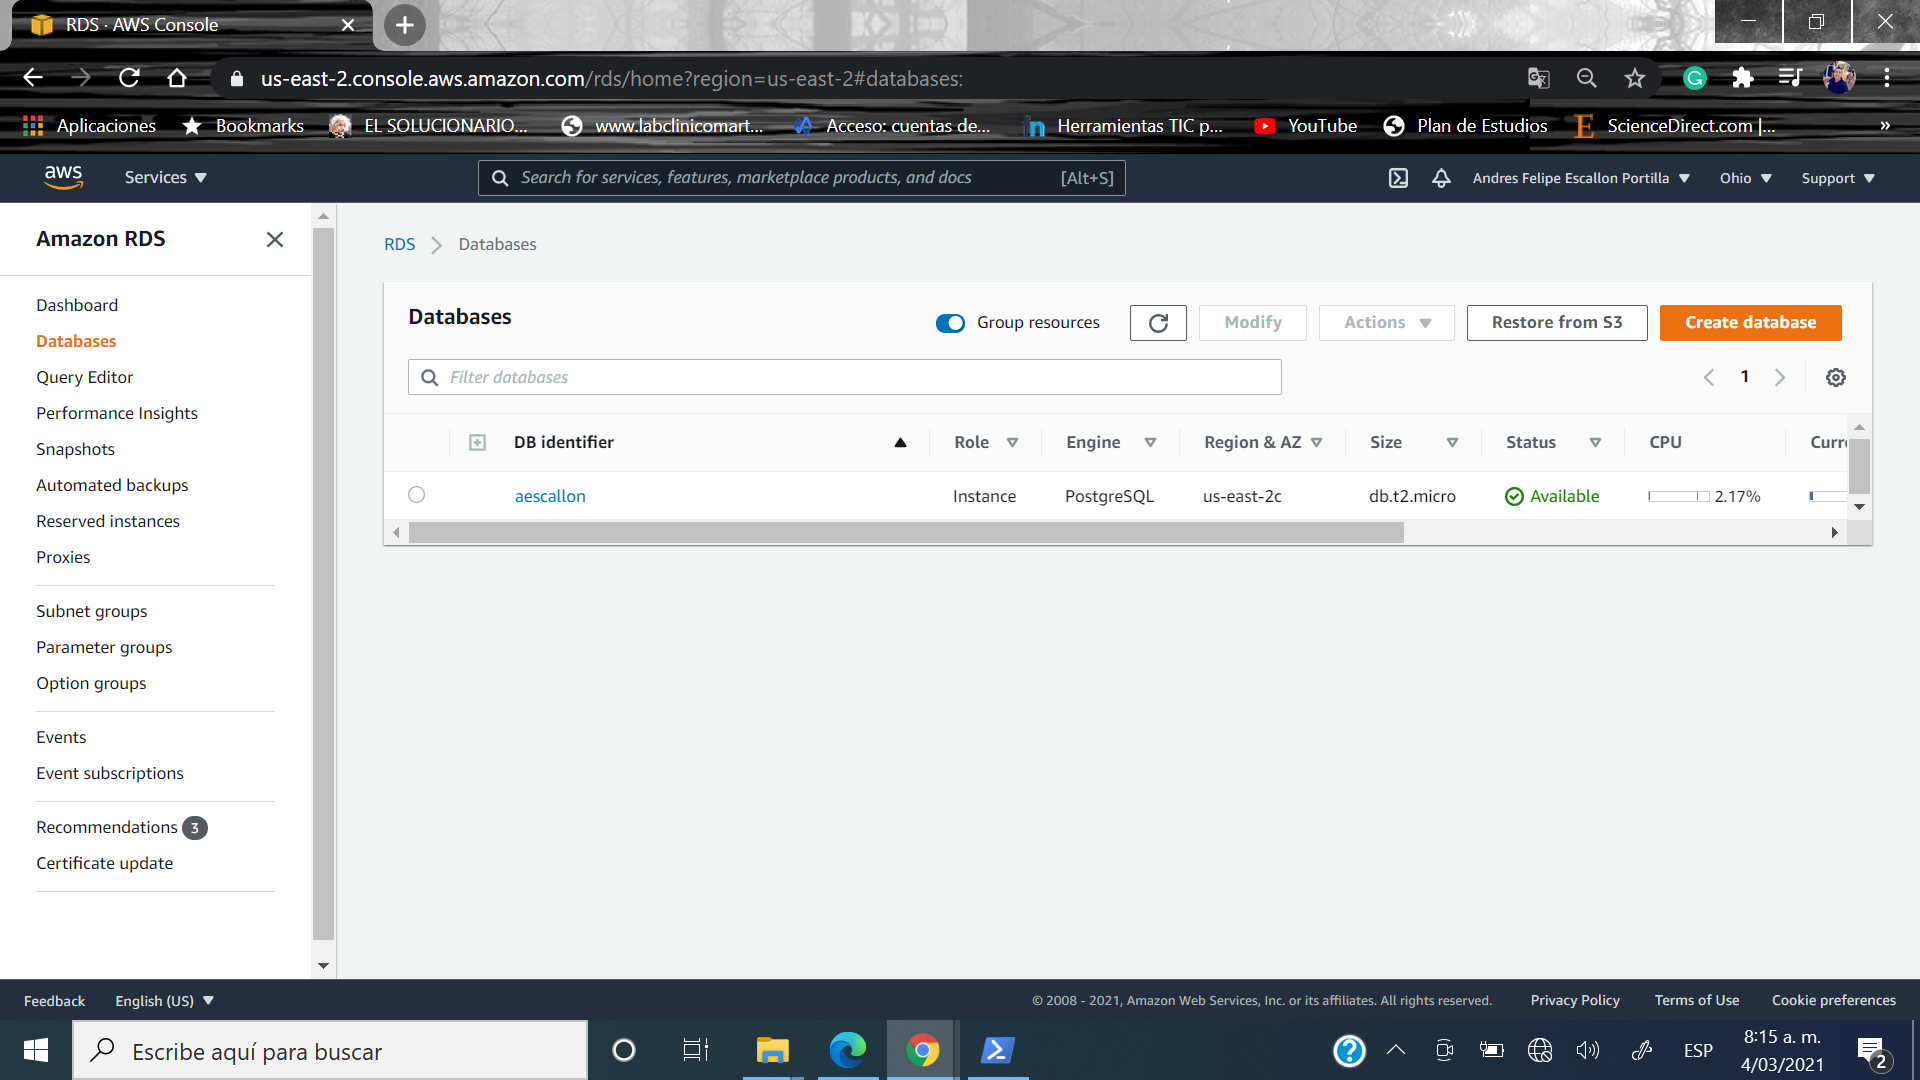 RDS · AWS Console
us-east-2.console.aws.amazon.com/rds/home?region=us-east-2#databases:
Aplicaciones Bookmarks EL SOLUCIONARIO... www.labclinicomart... Acceso: cuentas de... Herramientas TIC p... YouTube Plan de Estudios ScienceDirect.com |... »
aws Services Search for services, features, marketplace products, and docs [Alt+S] Andres Felipe Escallon Portilla Ohio Support
Amazon RDS
Dashboard
Databases
Query Editor
Performance Insights
Snapshots
Automated backups
Reserved instances
Proxies
Subnet groups
Parameter groups
Option groups
Events
Event subscriptions
Recommendations 3
Certificate update
RDS Databases
Databases Group resources Modify Actions Restore from S3 Create database
Filter databases 1
DB identifier Role Engine Region & AZ Size Status CPU Curre
aescallon Instance PostgreSQL us-east-2c db.t2.micro Available 2.17%
Feedback English (US) © 2008 - 2021, Amazon Web Services, Inc. or its affiliates. All rights reserved. Privacy Policy Terms of Use Cookie preferences
Escribe aquí para buscar ESP 8:15 a. m.
4/03/2021 2